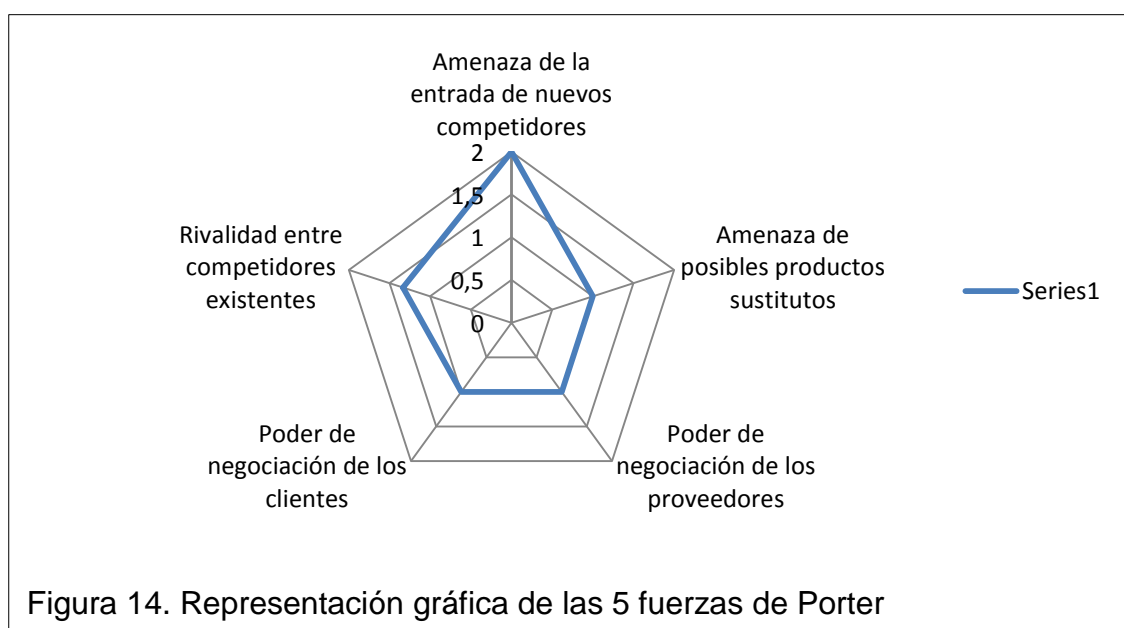 Amenaza de la
entrada de nuevos
competidores
2
1,5
1
0,5
0
Rivalidad entre
competidores
existentes
Amenaza de
posibles productos
sustitutos
Series1
Poder de
negociación de los
clientes
Poder de
negociación de los
proveedores
Figura 14. Representación gráfica de las 5 fuerzas de Porter